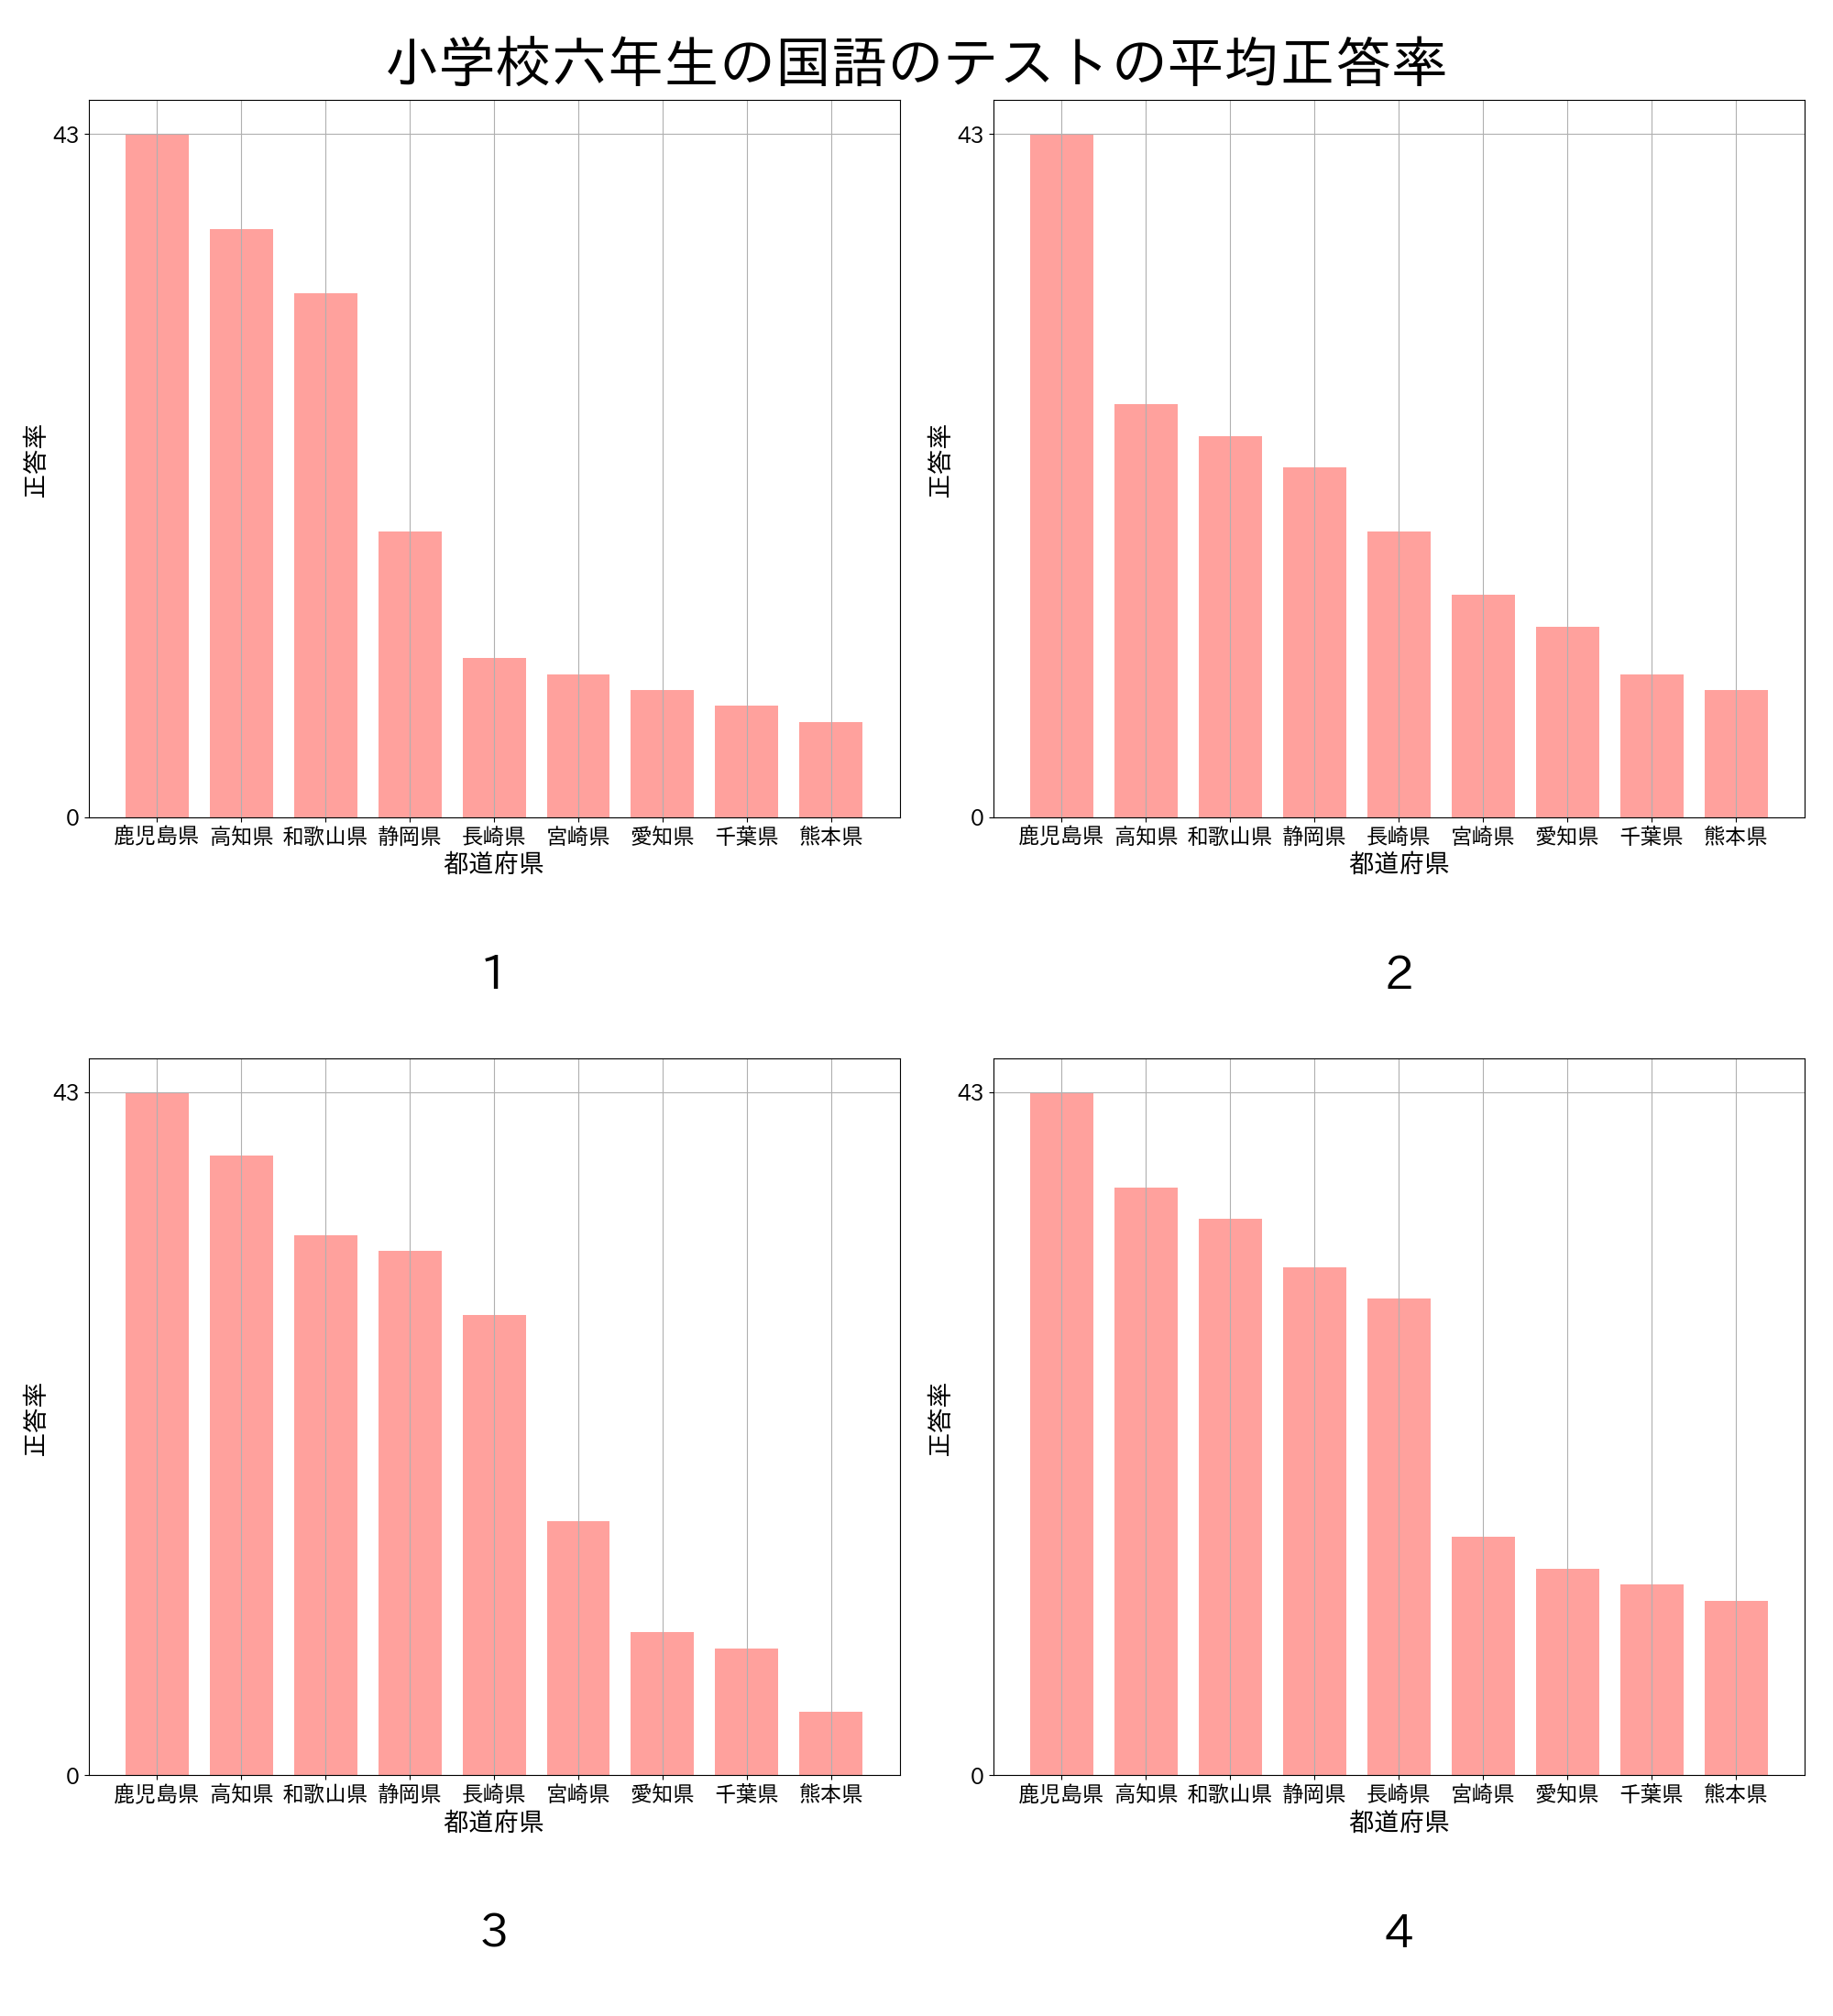 小学校六年生の国語のテストの平均正答率
43
0
正答率
鹿児島県 高知県 和歌山県 静岡県 長崎県 宮崎県 愛知県 千葉県 熊本県
都道府県
1
43
0
正答率
鹿児島県 高知県 和歌山県 静岡県 長崎県 宮崎県 愛知県 千葉県 熊本県
都道府県
2
43
0
正答率
鹿児島県 高知県 和歌山県 静岡県 長崎県 宮崎県 愛知県 千葉県 熊本県
都道府県
3
43
0
正答率
鹿児島県 高知県 和歌山県 静岡県 長崎県 宮崎県 愛知県 千葉県 熊本県
都道府県
4